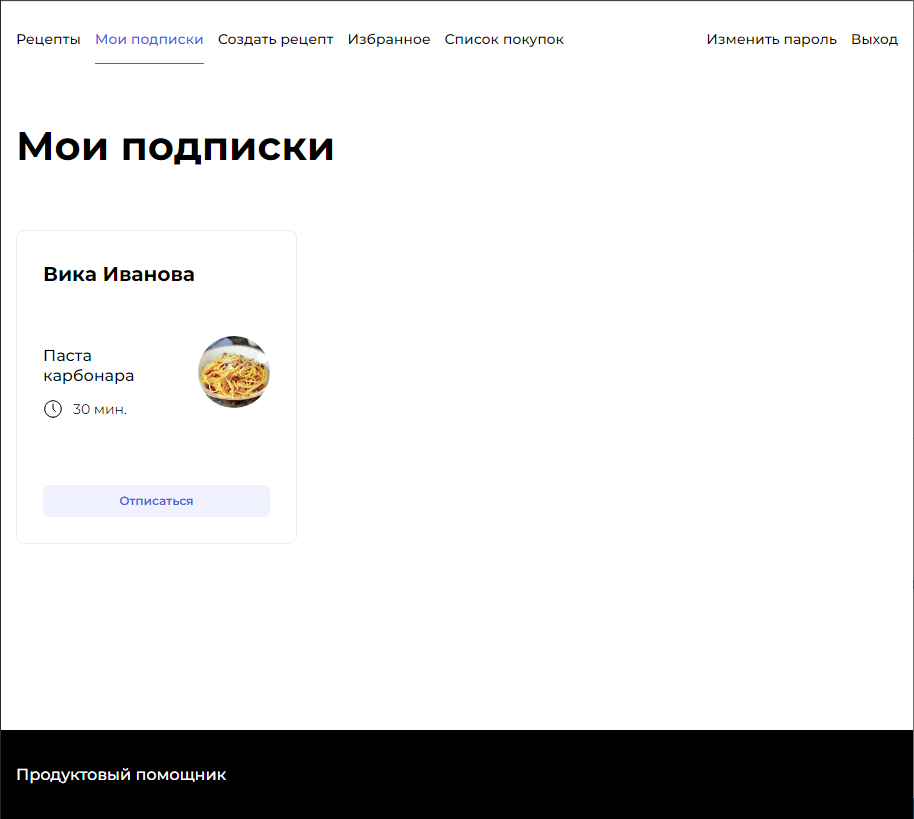 Рецепты Мои подписки Создать рецепт Избранное Список покупок Изменить пароль Выход
Мои подписки
Вика Иванова
Паста
карбонара
30 мин.
Отписаться
Продуктовый помощник